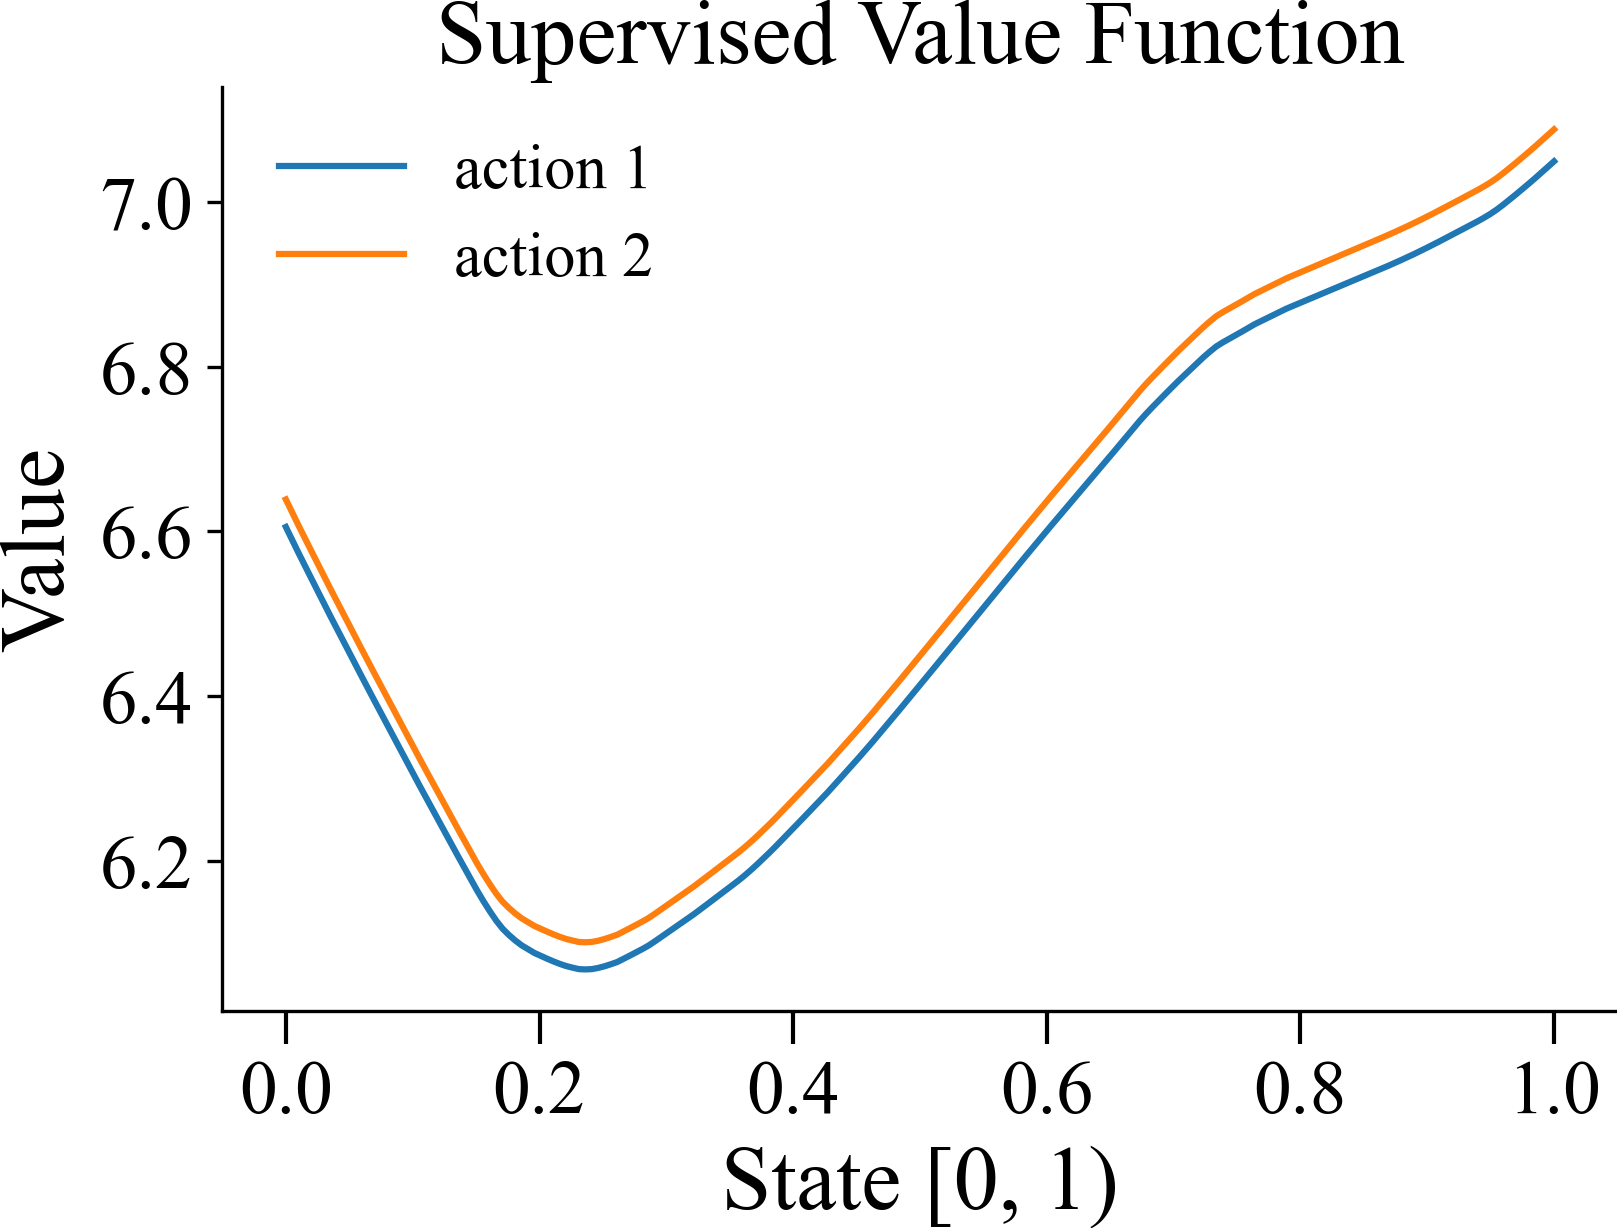 Supervised Value Function
action 1
action 2
Value
7.0
6.8
6.6
6.4
6.2
0.0 0.2 0.4 0.6 0.8 1.0
State [0, 1)